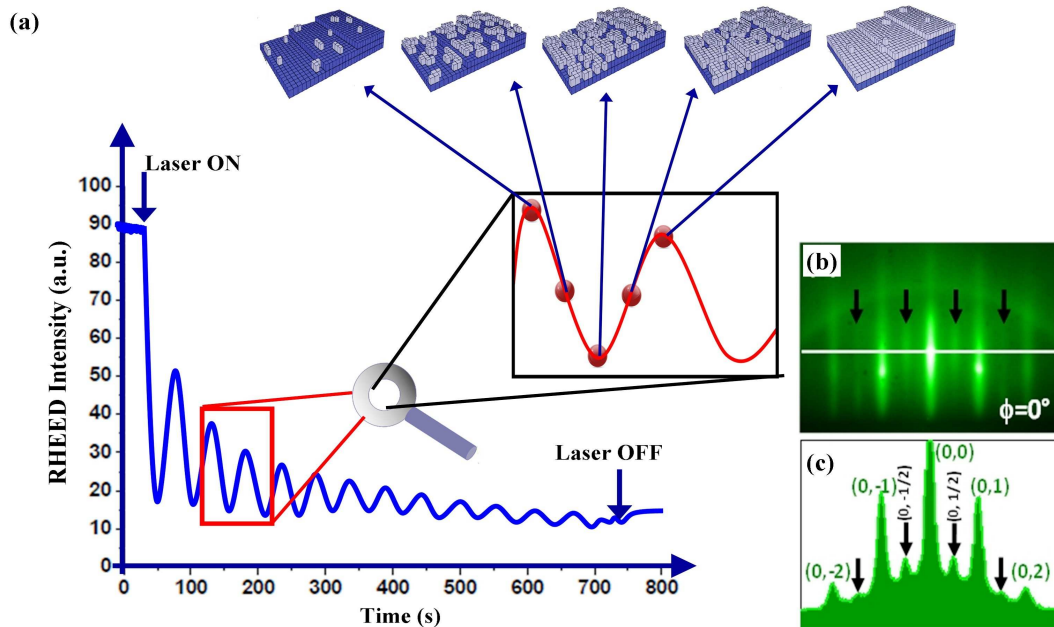 (a)
Laser ON
100
90
80
70
60
50
40
30
20
10
0
RHEED Intensity (a.u.)
Laser OFF
0 100 200 300 400 500 600 700 800
Time (s)
(b)
ϕ=0°
(c)
(0,0)
(0,-1)
(0,-1/2)
(0,1/2)
(0,1)
(0,-2)
(0,2)